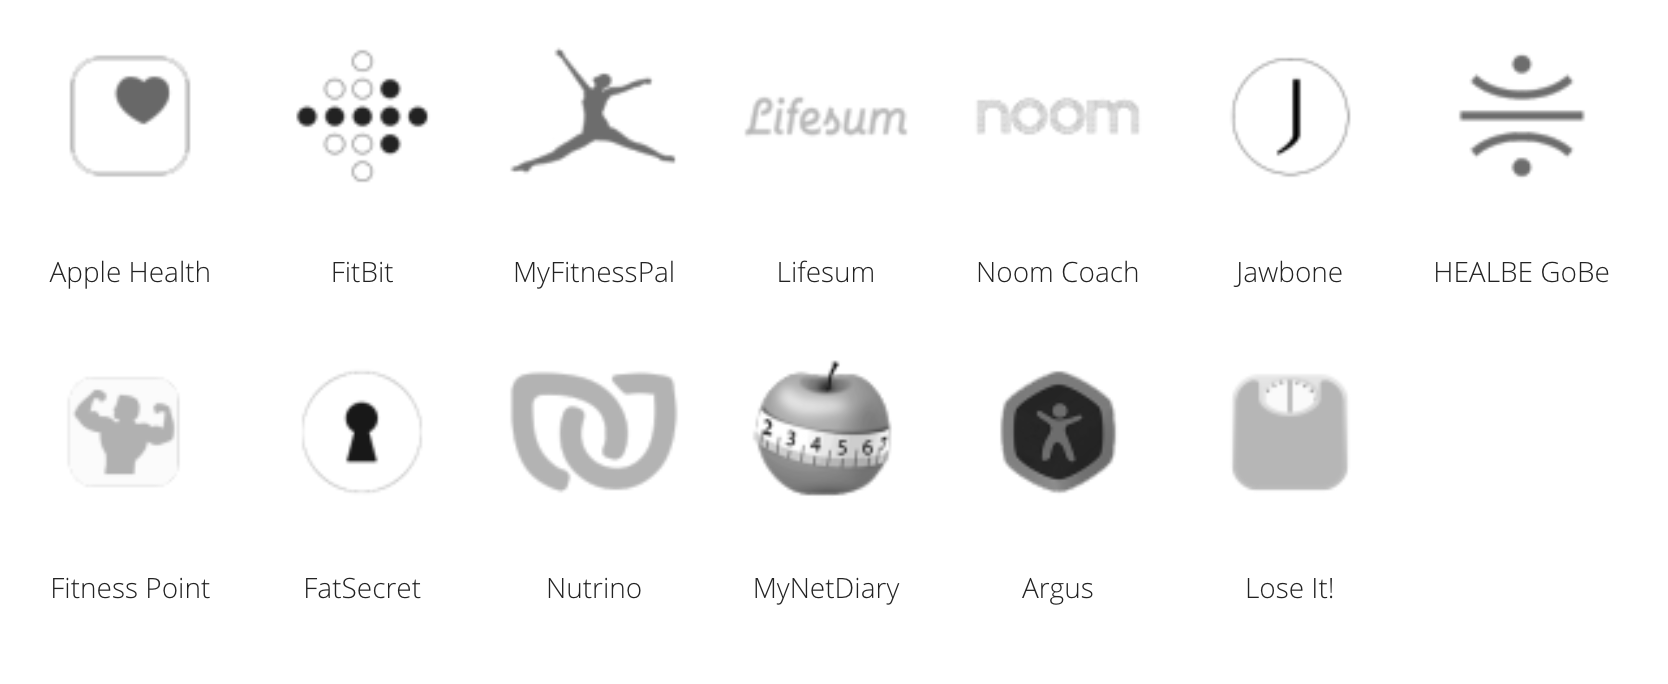 Lifesum
noom
J
Apple Health
FitBit
MyFitnessPal
Lifesum
Noom Coach
Jawbone
HEALBE GoBe
2 3 4 5 6 7
Fitness Point
FatSecret
Nutrino
MyNetDiary
Argus
Lose It!